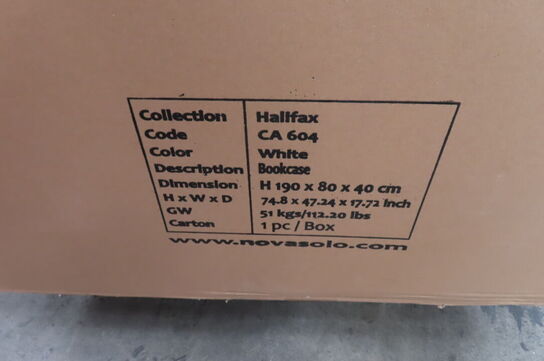 Collection Halifax
Code CA 604
Color White
Description Bookcase
Dimension H 190 x 80 x 40 cm
H x W x D 74.8 x 47.24 x 17.72 inch
GW 51 kgs/112.20 lbs
Carton 1 pc / Box
www.novasolo.com